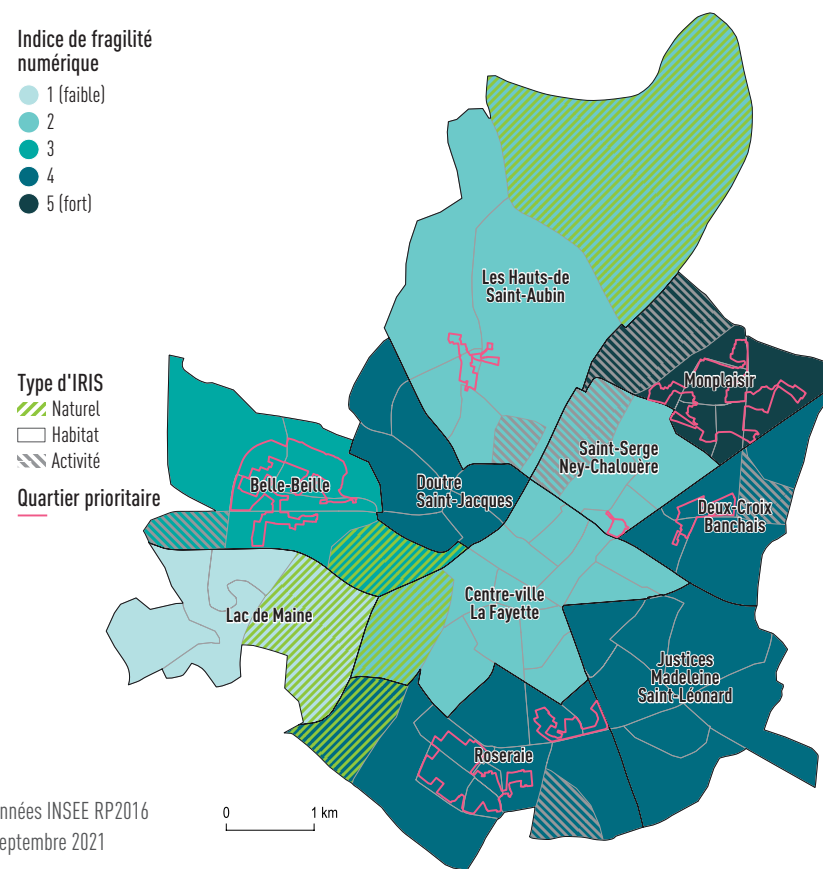 Indice de fragilité
numérique
1 (faible)
2
3
4
5 (fort)
Type d'IRIS
Naturel
Habitat
Activité
Quartier prioritaire
Les Hauts-de
Saint-Aubin
Monplaisir
Saint-Serge
Ney-Chalouère
Belle-Beille
Doutre
Saint-Jacques
Deux-Croix
Banchais
Centre-ville
La Fayette
Lac de Maine
Justices
Madeleine
Saint-Léonard
Roseraie
nnées INSEE RP2016
eptembre 2021
0 1 km